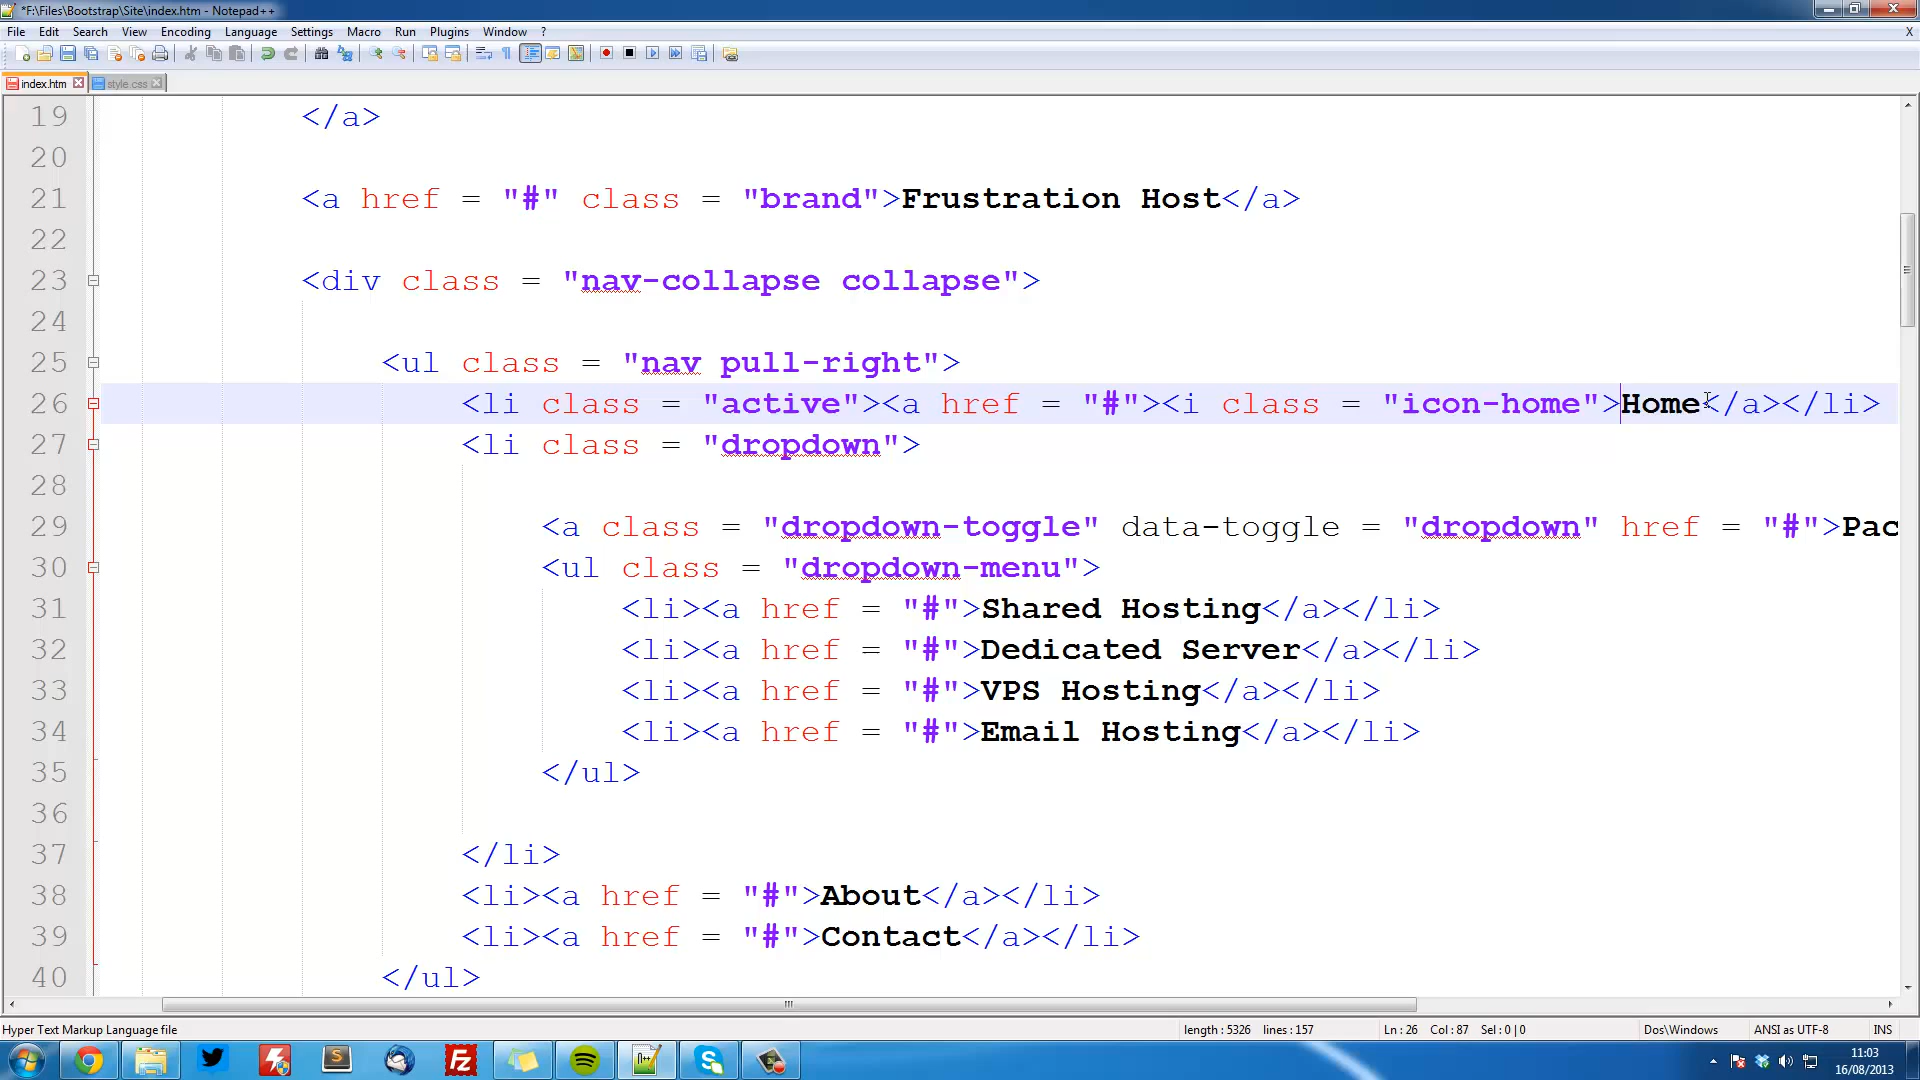 *F:\Files\Bootstrap\Site\index.htm - Notepad++
File Edit Search View Encoding Language Settings Macro Run Plugins Window ? X
index.htm style.css
19 </a>
20
21 <a href = "#" class = "brand">Frustration Host</a>
22
23 <div class = "nav-collapse collapse">
24
25 <ul class = "nav pull-right">
26 <li class = "active"><a href = "#"><i class = "icon-home">Home</a></li>
27 <li class = "dropdown">
28
29 <a class = "dropdown-toggle" data-toggle = "dropdown" href = "#">Pac
30 <ul class = "dropdown-menu">
31 <li><a href = "#">Shared Hosting</a></li>
32 <li><a href = "#">Dedicated Server</a></li>
33 <li><a href = "#">VPS Hosting</a></li>
34 <li><a href = "#">Email Hosting</a></li>
35 </ul>
36
37 </li>
38 <li><a href = "#">About</a></li>
39 <li><a href = "#">Contact</a></li>
40 </ul>
Hyper Text Markup Language file length : 5326 lines : 157 Ln : 26 Col : 87 Sel : 0 | 0 Dos\Windows ANSI as UTF-8 INS
11:03
16/08/2013